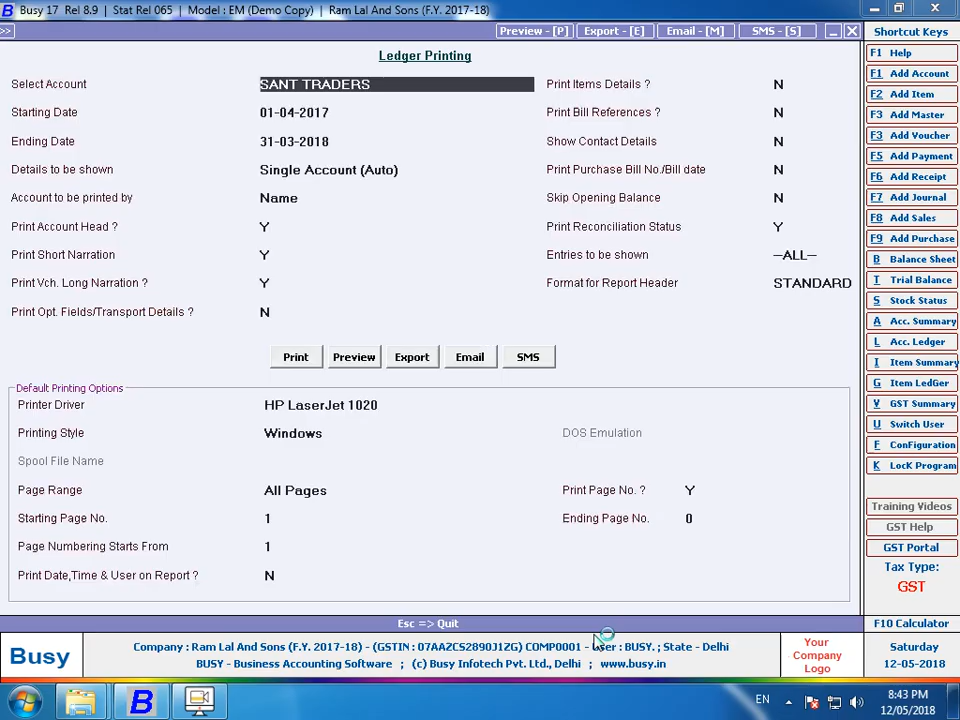 Busy 17 Rel 8.9 | Stat Rel 065 | Model : EM (Demo Copy) | Ram Lal And Sons (F.Y. 2017-18)
>> Preview - [P] Export - [E] Email - [M] SMS - [S] Shortcut Keys
Ledger Printing
Select Account SANT TRADERS Print Items Details ? N
Starting Date 01-04-2017 Print Bill References ? N
Ending Date 31-03-2018 Show Contact Details N
Details to be shown Single Account (Auto) Print Purchase Bill No./Bill date N
Account to be printed by Name Skip Opening Balance N
Print Account Head ? Y Print Reconciliation Status Y
Print Short Narration Y Entries to be shown --ALL--
Print Vch. Long Narration ? Y Format for Report Header STANDARD
Print Opt. Fields/Transport Details ? N
Print Preview Export Email SMS
Default Printing Options
Printer Driver HP LaserJet 1020
Printing Style Windows DOS Emulation
Spool File Name
Page Range All Pages Print Page No. ? Y
Starting Page No. 1 Ending Page No. 0
Page Numbering Starts From 1
Print Date,Time & User on Report ? N
F1 Help
F1 Add Account
F2 Add Item
F3 Add Master
F3 Add Voucher
F5 Add Payment
F6 Add Receipt
F7 Add Journal
F8 Add Sales
F9 Add Purchase
B Balance Sheet
T Trial Balance
S Stock Status
A Acc. Summary
L Acc. Ledger
I Item Summary
G Item LedGer
Y GST Summary
U Switch User
F ConFiguration
K LocK Program
Training Videos
GST Help
GST Portal
Tax Type:
GST
Esc => Quit F10 Calculator
Busy
Company : Ram Lal And Sons (F.Y. 2017-18) - (GSTIN : 07AAZCS2890J1ZG) COMP0001 - User : BUSY. ; State - Delhi
BUSY - Business Accounting Software ; (c) Busy Infotech Pvt. Ltd., Delhi ; www.busy.in
Your
Company
Logo
Saturday
12-05-2018
B EN 8:43 PM
12/05/2018